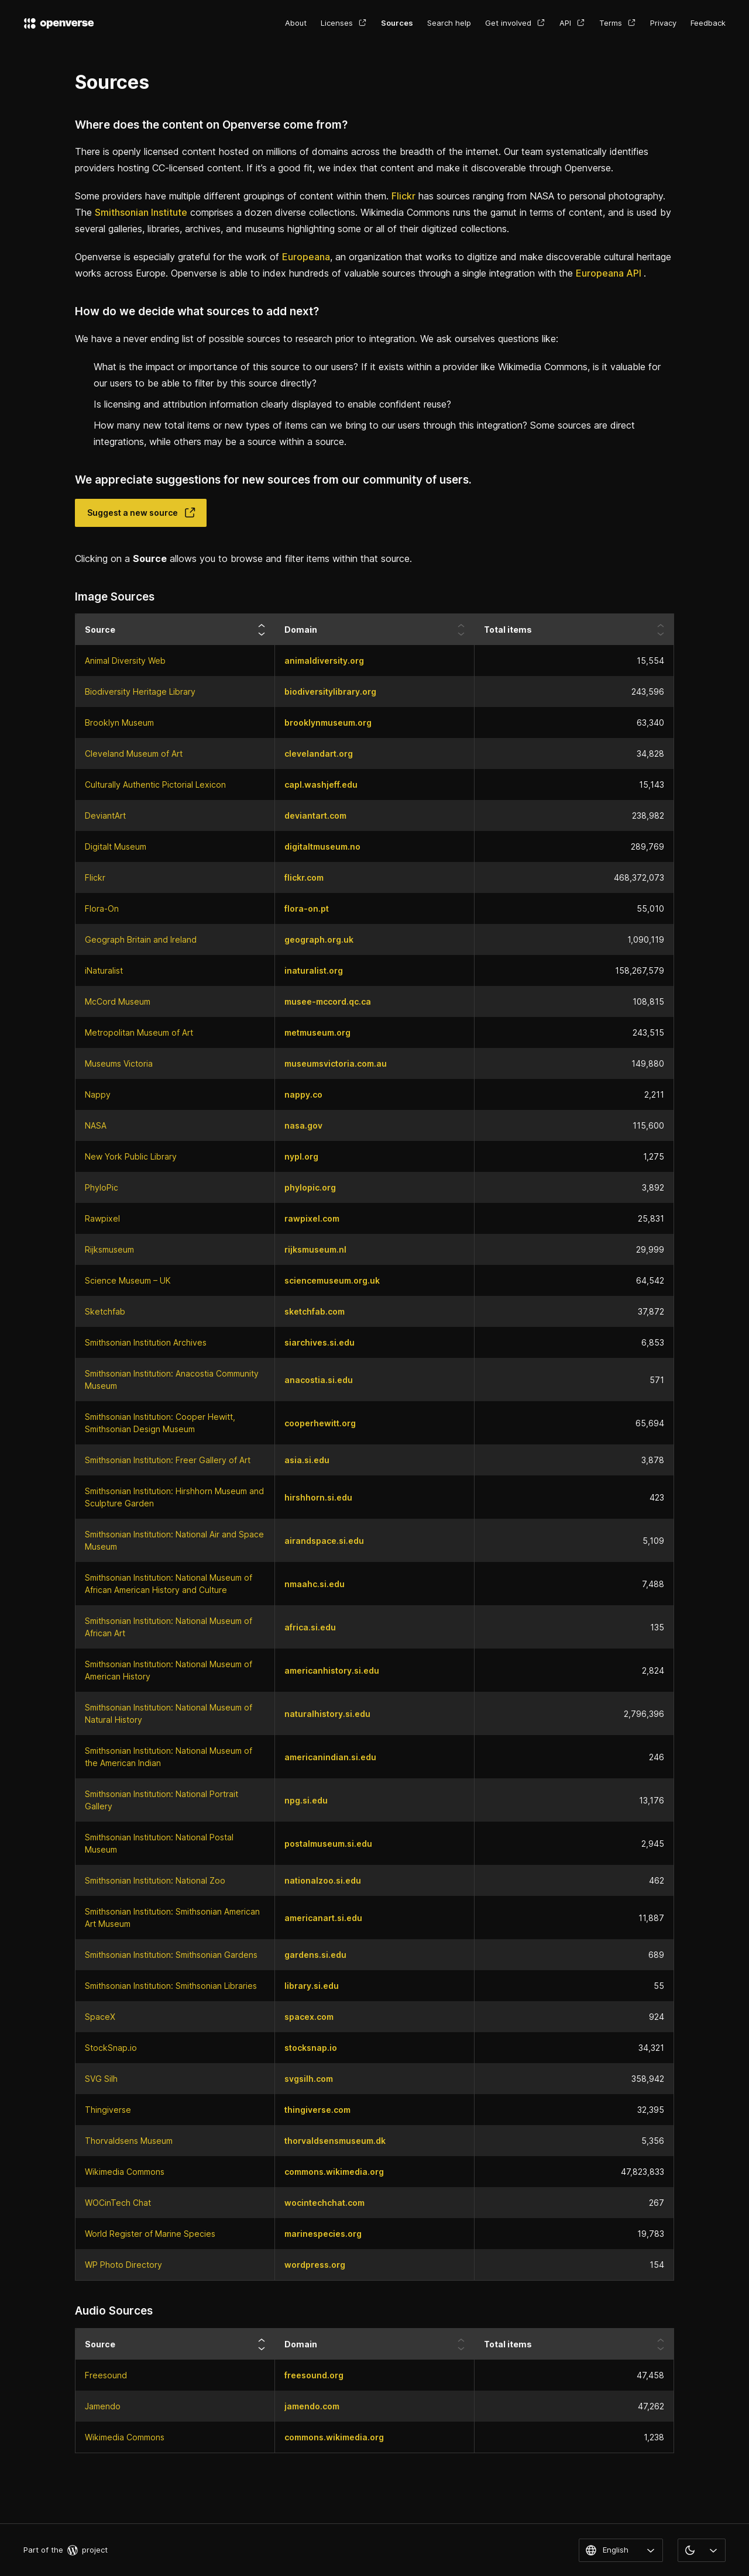 openverse
About Licenses Sources Search help Get involved API Terms Privacy Feedback
Sources
Where does the content on Openverse come from?
There is openly licensed content hosted on millions of domains across the breadth of the internet. Our team systematically identifies
providers hosting CC-licensed content. If it’s a good fit, we index that content and make it discoverable through Openverse.
Some providers have multiple different groupings of content within them. Flickr has sources ranging from NASA to personal photography.
The Smithsonian Institute comprises a dozen diverse collections. Wikimedia Commons runs the gamut in terms of content, and is used by
several galleries, libraries, archives, and museums highlighting some or all of their digitized collections.
Openverse is especially grateful for the work of Europeana, an organization that works to digitize and make discoverable cultural heritage
works across Europe. Openverse is able to index hundreds of valuable sources through a single integration with the Europeana API .
How do we decide what sources to add next?
We have a never ending list of possible sources to research prior to integration. We ask ourselves questions like:
What is the impact or importance of this source to our users? If it exists within a provider like Wikimedia Commons, is it valuable for
our users to be able to filter by this source directly?
Is licensing and attribution information clearly displayed to enable confident reuse?
How many new total items or new types of items can we bring to our users through this integration? Some sources are direct
integrations, while others may be a source within a source.
We appreciate suggestions for new sources from our community of users.
Suggest a new source
Clicking on a Source allows you to browse and filter items within that source.
Image Sources
Source Domain Total items
Animal Diversity Web animaldiversity.org 15,554
Biodiversity Heritage Library biodiversitylibrary.org 243,596
Brooklyn Museum brooklynmuseum.org 63,340
Cleveland Museum of Art clevelandart.org 34,828
Culturally Authentic Pictorial Lexicon capl.washjeff.edu 15,143
DeviantArt deviantart.com 238,982
Digitalt Museum digitaltmuseum.no 289,769
Flickr flickr.com 468,372,073
Flora-On flora-on.pt 55,010
Geograph Britain and Ireland geograph.org.uk 1,090,119
iNaturalist inaturalist.org 158,267,579
McCord Museum musee-mccord.qc.ca 108,815
Metropolitan Museum of Art metmuseum.org 243,515
Museums Victoria museumsvictoria.com.au 149,880
Nappy nappy.co 2,211
NASA nasa.gov 115,600
New York Public Library nypl.org 1,275
PhyloPic phylopic.org 3,892
Rawpixel rawpixel.com 25,831
Rijksmuseum rijksmuseum.nl 29,999
Science Museum – UK sciencemuseum.org.uk 64,542
Sketchfab sketchfab.com 37,872
Smithsonian Institution Archives siarchives.si.edu 6,853
Smithsonian Institution: Anacostia Community
Museum anacostia.si.edu 571
Smithsonian Institution: Cooper Hewitt,
Smithsonian Design Museum cooperhewitt.org 65,694
Smithsonian Institution: Freer Gallery of Art asia.si.edu 3,878
Smithsonian Institution: Hirshhorn Museum and
Sculpture Garden hirshhorn.si.edu 423
Smithsonian Institution: National Air and Space
Museum airandspace.si.edu 5,109
Smithsonian Institution: National Museum of
African American History and Culture nmaahc.si.edu 7,488
Smithsonian Institution: National Museum of
African Art africa.si.edu 135
Smithsonian Institution: National Museum of
American History americanhistory.si.edu 2,824
Smithsonian Institution: National Museum of
Natural History naturalhistory.si.edu 2,796,396
Smithsonian Institution: National Museum of
the American Indian americanindian.si.edu 246
Smithsonian Institution: National Portrait
Gallery npg.si.edu 13,176
Smithsonian Institution: National Postal
Museum postalmuseum.si.edu 2,945
Smithsonian Institution: National Zoo nationalzoo.si.edu 462
Smithsonian Institution: Smithsonian American
Art Museum americanart.si.edu 11,887
Smithsonian Institution: Smithsonian Gardens gardens.si.edu 689
Smithsonian Institution: Smithsonian Libraries library.si.edu 55
SpaceX spacex.com 924
StockSnap.io stocksnap.io 34,321
SVG Silh svgsilh.com 358,942
Thingiverse thingiverse.com 32,395
Thorvaldsens Museum thorvaldsensmuseum.dk 5,356
Wikimedia Commons commons.wikimedia.org 47,823,833
WOCinTech Chat wocintechchat.com 267
World Register of Marine Species marinespecies.org 19,783
WP Photo Directory wordpress.org 154
Audio Sources
Source Domain Total items
Freesound freesound.org 47,458
Jamendo jamendo.com 47,262
Wikimedia Commons commons.wikimedia.org 1,238
Part of the project English